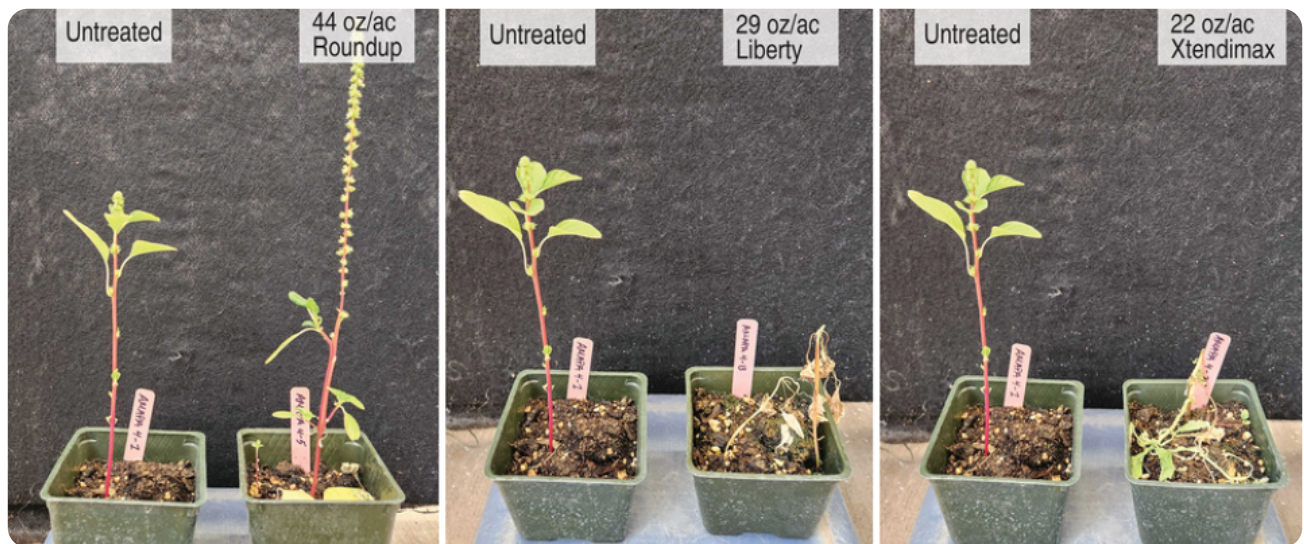 Untreated
44 oz/ac
Roundup
Untreated
29 oz/ac
Liberty
Untreated
22 oz/ac
Xtendimax